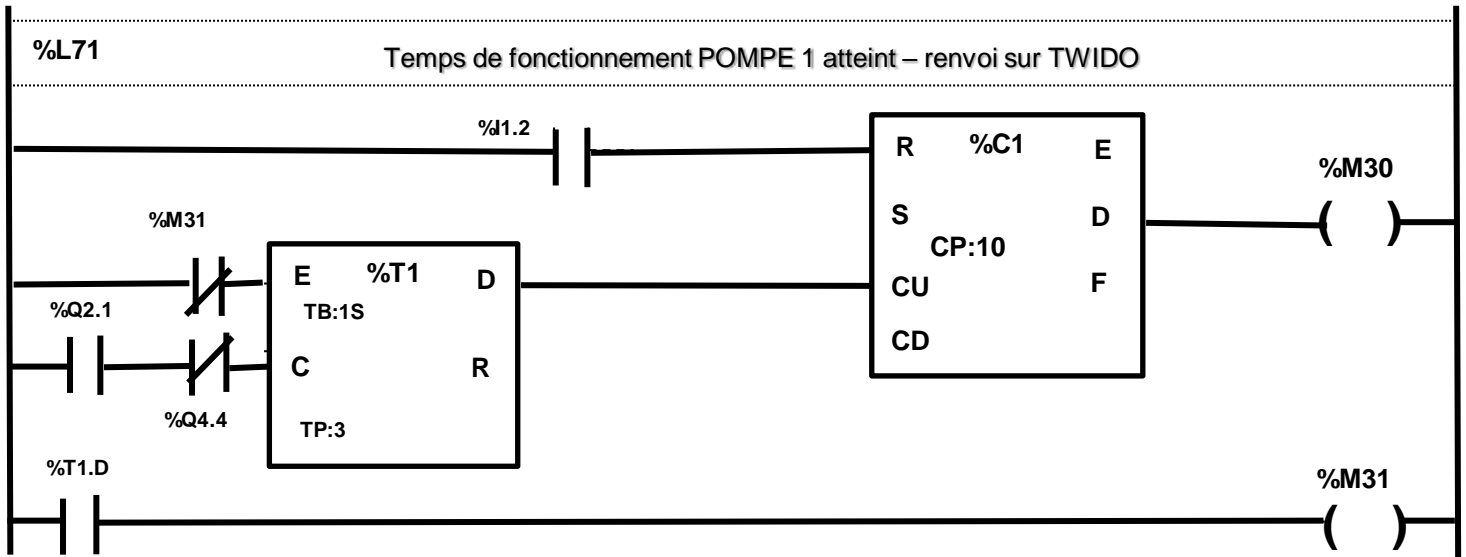 %L71
Temps de fonctionnement POMPE 1 atteint – renvoi sur TWIDO
%I1.2
R %C1 E
%M30
S D
CP:10
CU F
CD
%M31
E %T1 D
TB:1S
%Q2.1
C R
%Q4.4
TP:3
%T1.D
%M31